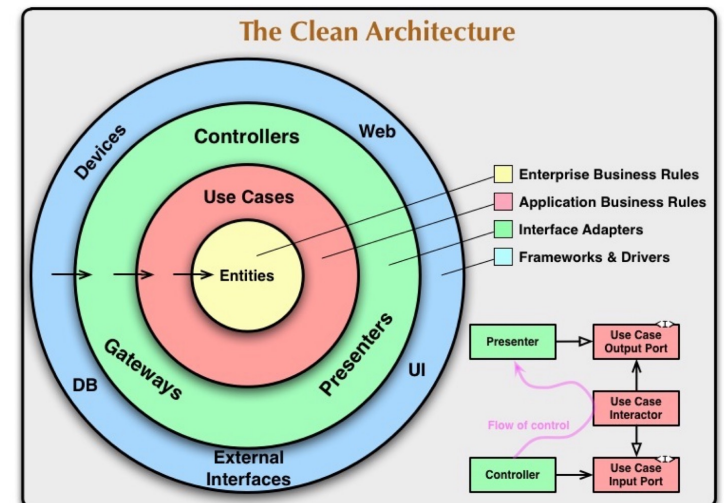 The Clean Architecture
Devices
Web
Controllers
Use Cases
Entities
Gateways
Presenters
DB
UI
External
Interfaces
Enterprise Business Rules
Application Business Rules
Interface Adapters
Frameworks & Drivers
Presenter
<I>
Use Case
Output Port
Use Case
Interactor
Flow of control
Controller
<I>
Use Case
Input Port